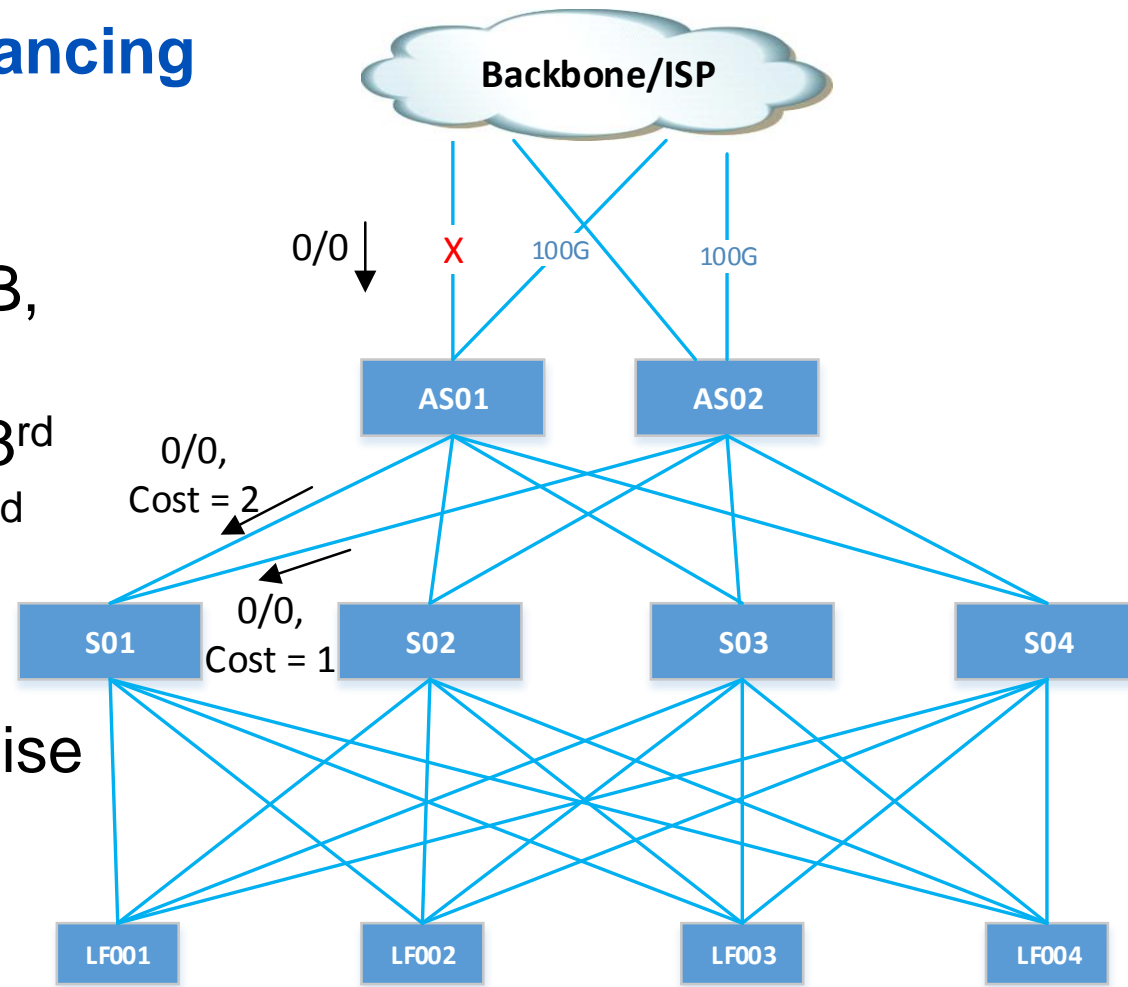 ancing
Backbone/ISP
B,
0/0
X
100G
100G
3rd
d
AS01
AS02
0/0,
Cost = 2
0/0,
Cost = 1
S01
S02
S03
S04
ise
LF001
LF002
LF003
LF004